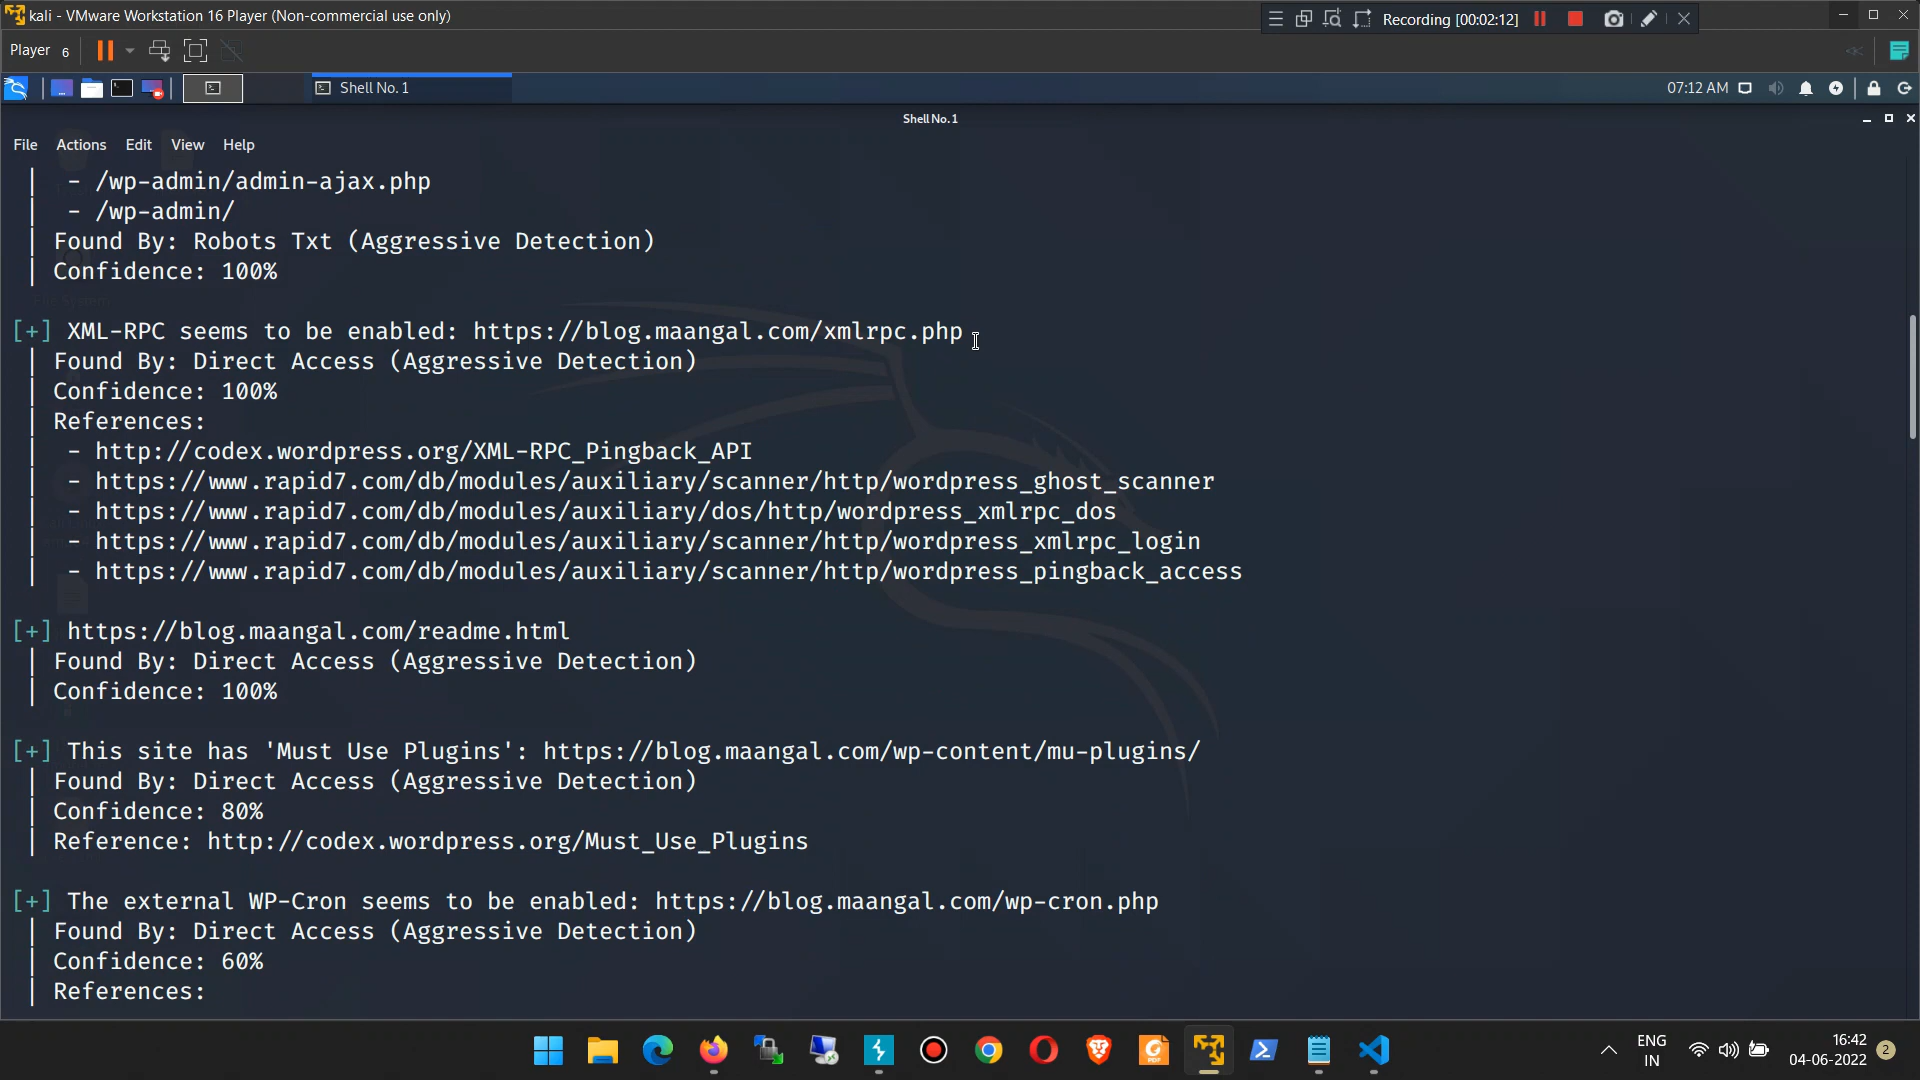 kali - VMware Workstation 16 Player (Non-commercial use only)
Recording [00:02:12]
Player 6
Shell No. 1
07:12 AM
Shell No. 1
File Actions Edit View Help
| - /wp-admin/admin-ajax.php
| - /wp-admin/
| Found By: Robots Txt (Aggressive Detection)
| Confidence: 100%
[+] XML-RPC seems to be enabled: https://blog.maangal.com/xmlrpc.php
| Found By: Direct Access (Aggressive Detection)
| Confidence: 100%
| References:
| - http://codex.wordpress.org/XML-RPC_Pingback_API
| - https://www.rapid7.com/db/modules/auxiliary/scanner/http/wordpress_ghost_scanner
| - https://www.rapid7.com/db/modules/auxiliary/dos/http/wordpress_xmlrpc_dos
| - https://www.rapid7.com/db/modules/auxiliary/scanner/http/wordpress_xmlrpc_login
| - https://www.rapid7.com/db/modules/auxiliary/scanner/http/wordpress_pingback_access
[+] https://blog.maangal.com/readme.html
| Found By: Direct Access (Aggressive Detection)
| Confidence: 100%
[+] This site has 'Must Use Plugins': https://blog.maangal.com/wp-content/mu-plugins/
| Found By: Direct Access (Aggressive Detection)
| Confidence: 80%
| Reference: http://codex.wordpress.org/Must_Use_Plugins
[+] The external WP-Cron seems to be enabled: https://blog.maangal.com/wp-cron.php
| Found By: Direct Access (Aggressive Detection)
| Confidence: 60%
| References:
ENG
IN
16:42
04-06-2022
2